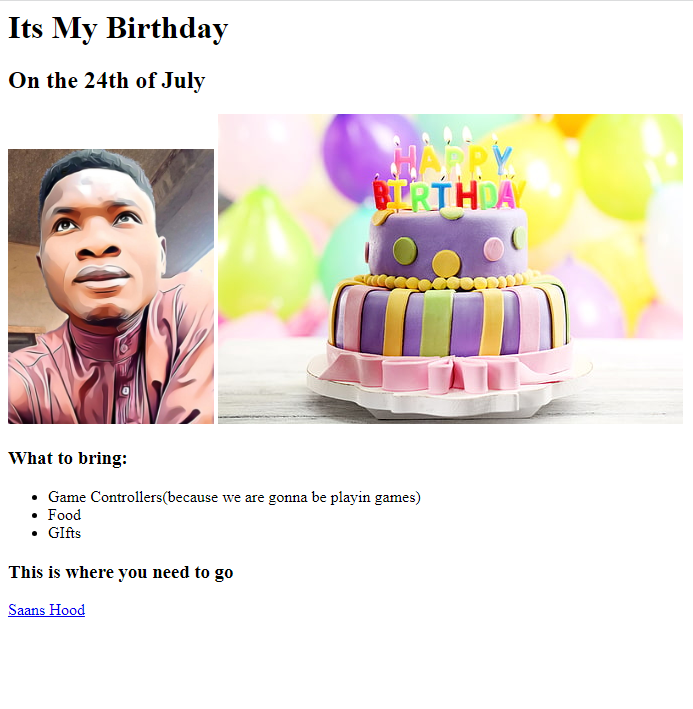 Its My Birthday
On the 24th of July
HAPPY
BIRTHDAY
What to bring:
Game Controllers(because we are gonna be playin games)
Food
GIfts
This is where you need to go
Saans Hood